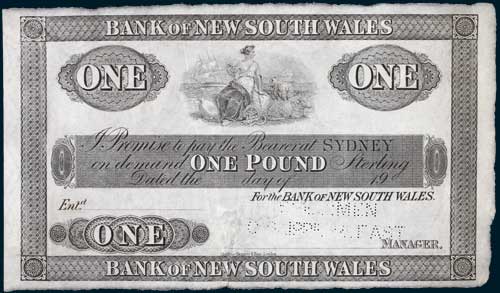 BANK OF NEW SOUTH WALES
ONE ONE
I Promise to pay the Bearer at SYDNEY
on demand ONE POUND Sterling
Dated the day of 19
For the BANK OF NEW SOUTH WALES.
Entd.
ONE
MANAGER.
BANK OF NEW SOUTH WALES